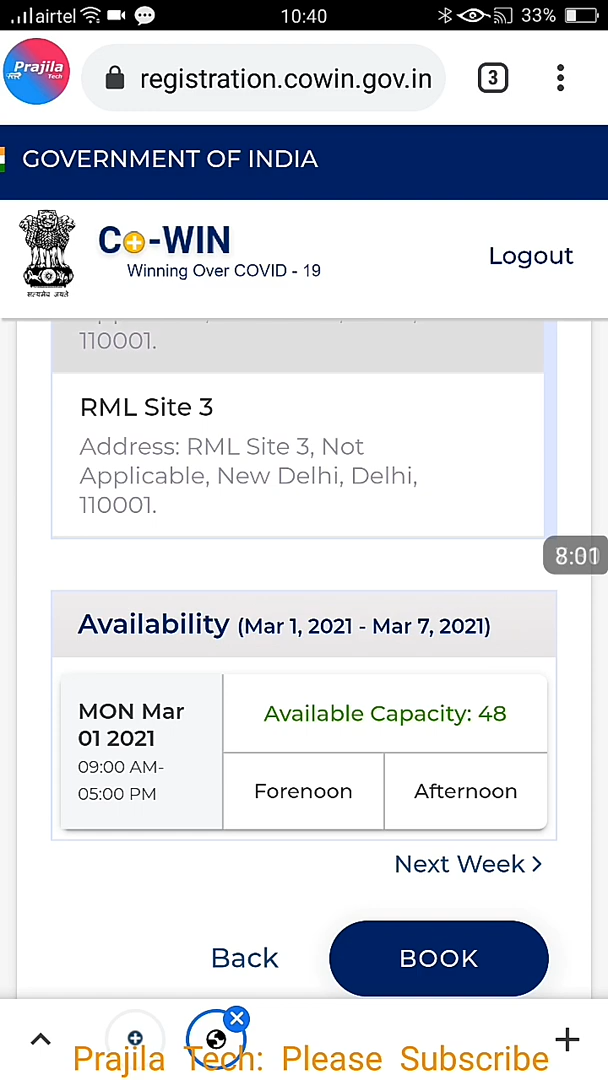 airtel 10:40 33%
Prajila
Tech
registration.cowin.gov.in 3
GOVERNMENT OF INDIA
Co-WIN
Winning Over COVID - 19
Logout
सत्यमेव जयते
110001.
RML Site 3
Address: RML Site 3, Not
Applicable, New Delhi, Delhi,
110001.
8:01
Availability (Mar 1, 2021 - Mar 7, 2021)
MON Mar
01 2021
09:00 AM-
05:00 PM
Available Capacity: 48
Forenoon Afternoon
Next Week >
Back BOOK
Prajila Tech: Please Subscribe